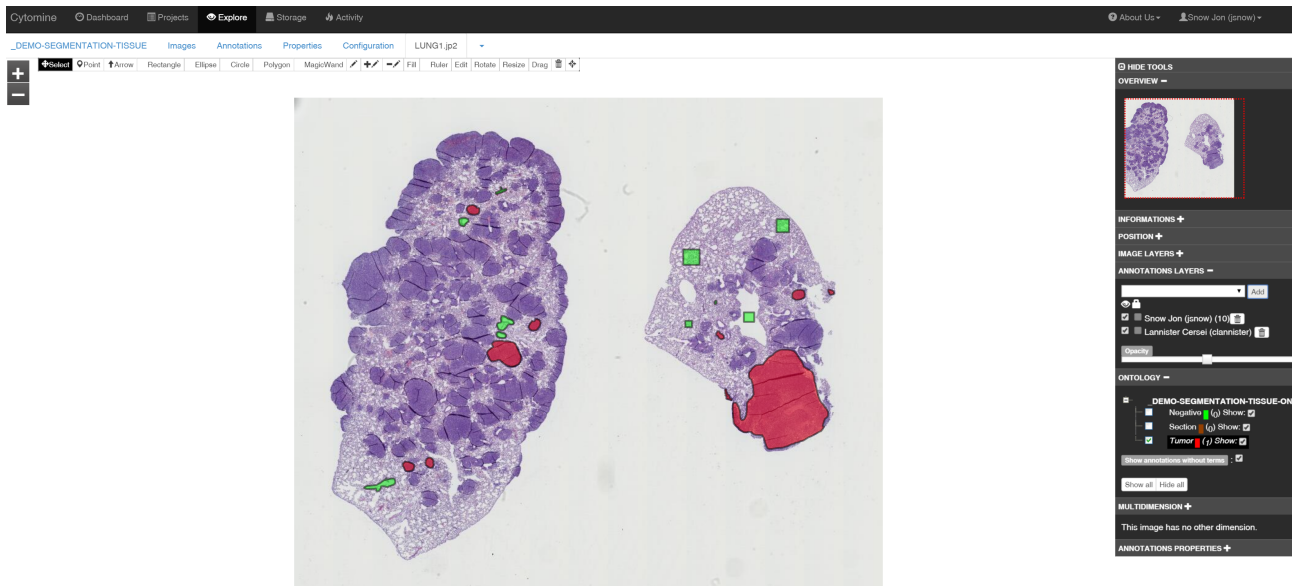 Cytomine Dashboard Projects Explore Storage Activity About Us Snow Jon (jsnow)
_DEMO-SEGMENTATION-TISSUE Images Annotations Properties Configuration LUNG1.jp2
Select Point Arrow Rectangle Ellipse Circle Polygon MagicWand Fill Ruler Edit Rotate Resize Drag
HIDE TOOLS
OVERVIEW
INFORMATIONS
POSITION
IMAGE LAYERS
ANNOTATIONS LAYERS
Add
Snow Jon (jsnow) (10)
Lannister Cersei (clannister)
Opacity
ONTOLOGY
_DEMO-SEGMENTATION-TISSUE-ON
Negative (0) Show:
Section (0) Show:
Tumor (1) Show:
Show annotations without terms :
Show all Hide all
MULTIDIMENSION
This image has no other dimension.
ANNOTATIONS PROPERTIES